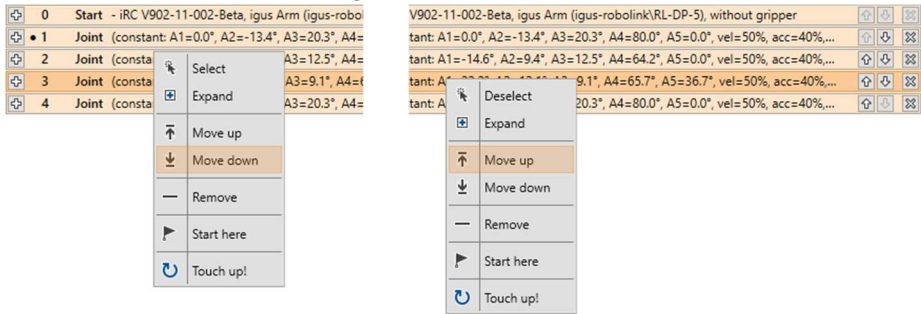 0 Start - iRC V902-11-002-Beta, igus Arm (igus-robol
1 Joint (constant: A1=0.0°, A2=-13.4°, A3=20.3°, A4=
2 Joint (consta A3=12.5°, A4=
3 Joint (consta A3=9.1°, A4=6
4 Joint (consta A3=20.3°, A4=
Select
Expand
Move up
Move down
Remove
Start here
Touch up!
V902-11-002-Beta, igus Arm (igus-robolink\RL-DP-5), without gripper
tant: A1=0.0°, A2=-13.4°, A3=20.3°, A4=80.0°, A5=0.0°, vel=50%, acc=40%,...
tant: A1=-14.6°, A2=9.4°, A3=12.5°, A4=64.2°, A5=0.0°, vel=50%, acc=40%,...
tant: 9.1°, A4=65.7°, A5=36.7°, vel=50%, acc=40%,...
tant: A 20.3°, A4=80.0°, A5=0.0°, vel=50%, acc=40%,...
Deselect
Expand
Move up
Move down
Remove
Start here
Touch up!